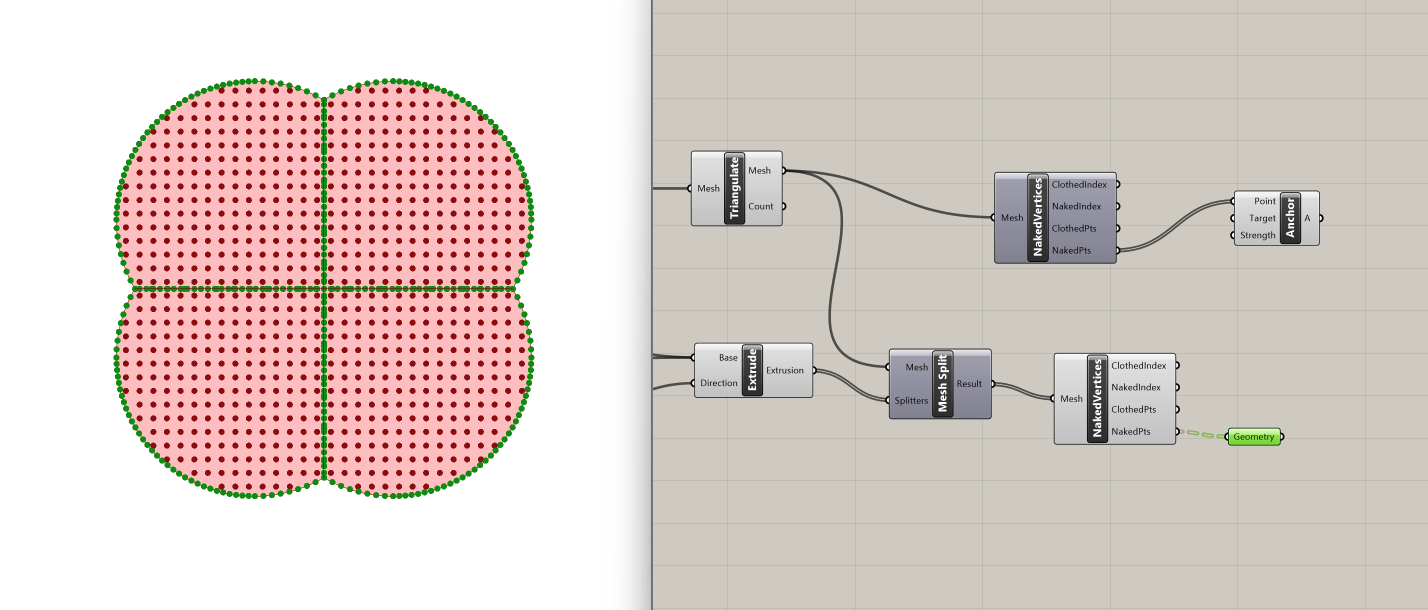 Mesh
Triangulate
Mesh
Count
Mesh
NakedVertices
ClothedIndex
NakedIndex
ClothedPts
NakedPts
Point
Target
Strength
Anchor
A
Base
Direction
Extrude
Extrusion
Mesh
Splitters
Mesh Split
Result
Mesh
NakedVertices
ClothedIndex
NakedIndex
ClothedPts
NakedPts
Geometry